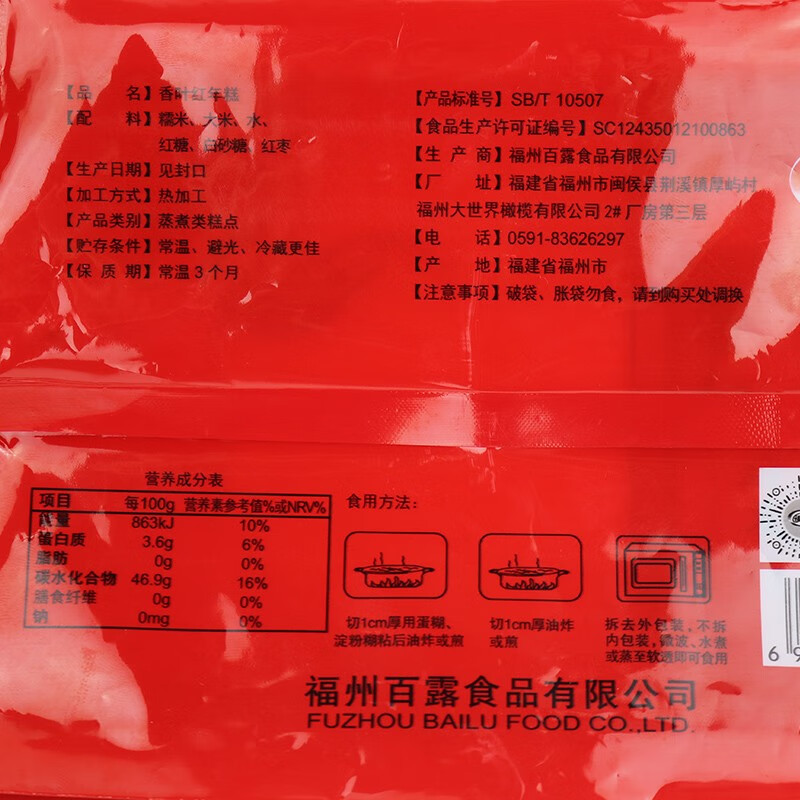 【品 名】香叶红年糕
【配 料】糯米、大米、水、
红糖、白砂糖、红枣
【生产日期】见封口
【加工方式】热加工
【产品类别】蒸煮类糕点
【贮存条件】常温、避光、冷藏更佳
【保 质 期】常温3个月
【产品标准号】SB/T 10507
【食品生产许可证编号】SC12435012100863
【生 产 商】福州百露食品有限公司
【厂 址】福建省福州市闽侯县荆溪镇厚屿村
福州大世界橄榄有限公司2#厂房第三层
【电 话】0591-83626297
【产 地】福建省福州市
【注意事项】破袋、胀袋勿食，请到购买处调换
营养成分表
项目 每100g 营养素参考值%或NRV%
能量 863kJ 10%
蛋白质 3.6g 6%
脂肪 0g 0%
碳水化合物 46.9g 16%
膳食纤维 0g 0%
钠 0mg 0%
食用方法：
切1cm厚用蛋糊、
淀粉糊粘后油炸或煎
切1cm厚油炸
或煎
拆去外包装，不拆
内包装，微波、水煮
或蒸至软透即可食用
福州百露食品有限公司
FUZHOU BAILU FOOD CO.,LTD.
6 9